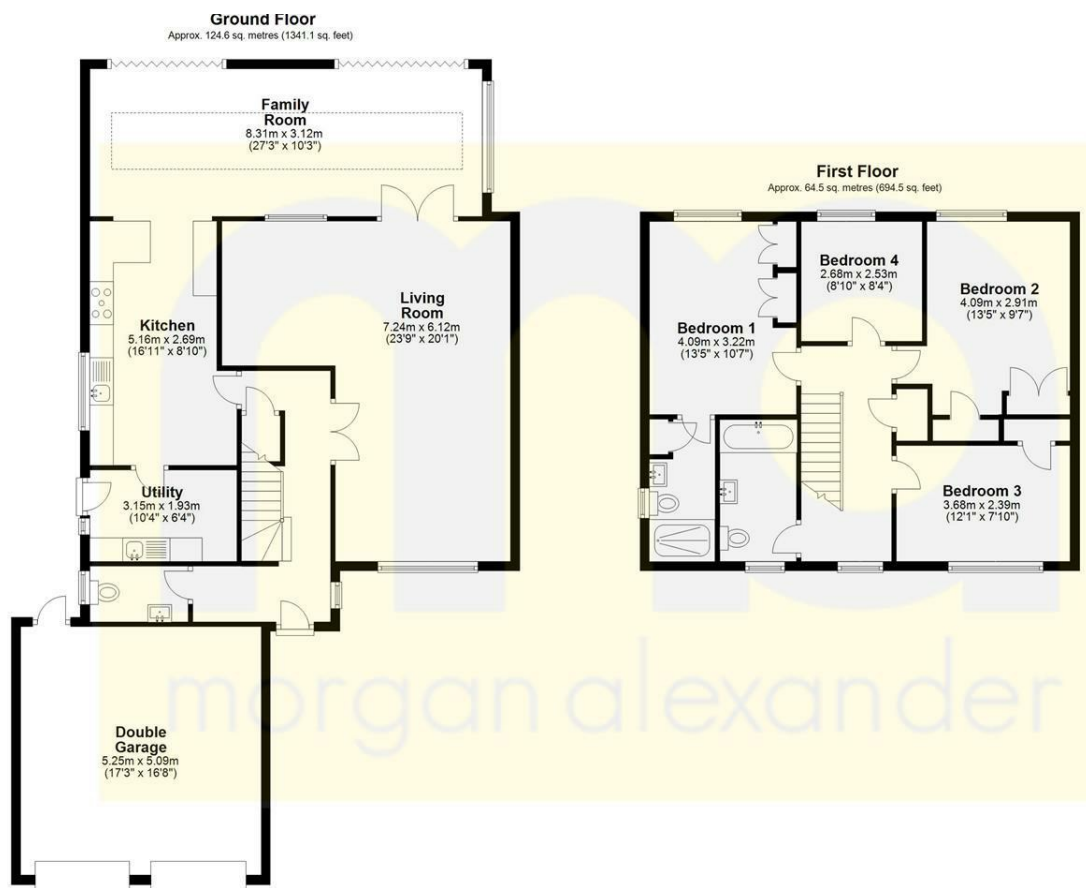 Ground Floor
Approx. 124.6 sq. metres (1341.1 sq. feet)
Family
Room
8.31m x 3.12m
(27'3" x 10'3")
Kitchen
5.16m x 2.69m
(16'11" x 8'10")
Living
Room
7.24m x 6.12m
(23'9" x 20'1")
Utility
3.15m x 1.93m
(10'4" x 6'4")
Double
Garage
5.25m x 5.09m
(17'3" x 16'8")
First Floor
Approx. 64.5 sq. metres (694.5 sq. feet)
Bedroom 1
4.09m x 3.22m
(13'5" x 10'7")
Bedroom 4
2.68m x 2.53m
(8'10" x 8'4")
Bedroom 2
4.09m x 2.91m
(13'5" x 9'7")
Bedroom 3
3.68m x 2.39m
(12'1" x 7'10")
ma
morgan alexander